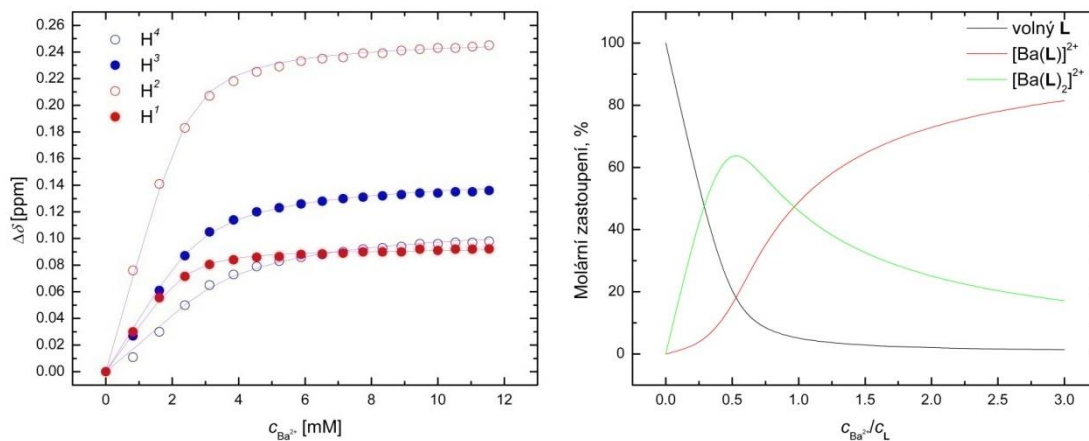 Δδ [ppm]
0.26
0.24
0.22
0.20
0.18
0.16
0.14
0.12
0.10
0.08
0.06
0.04
0.02
0.00
H⁴
H³
H²
H¹
0 2 4 6 8 10 12
c Ba²⁺ [mM]
Molární zastoupení, %
100
80
60
40
20
0
volný L
[Ba(L)]²⁺
[Ba(L)₂]²⁺
0.0 0.5 1.0 1.5 2.0 2.5 3.0
c Ba²⁺/c L